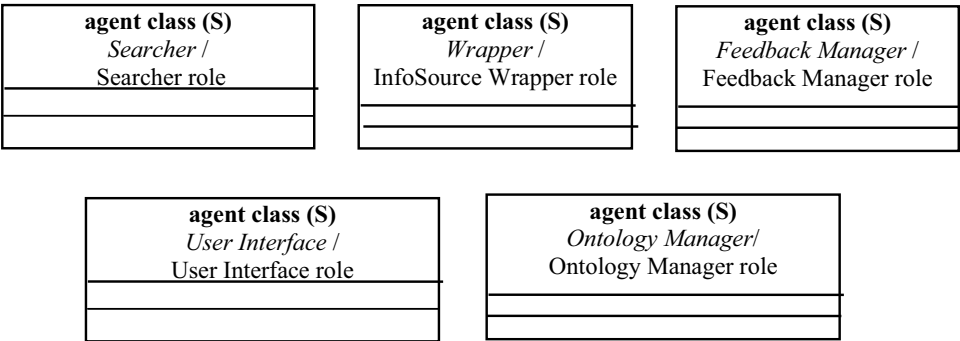 agent class (S)
Searcher /
Searcher role
agent class (S)
Wrapper /
InfoSource Wrapper role
agent class (S)
Feedback Manager /
Feedback Manager role
agent class (S)
User Interface /
User Interface role
agent class (S)
Ontology Manager/
Ontology Manager role